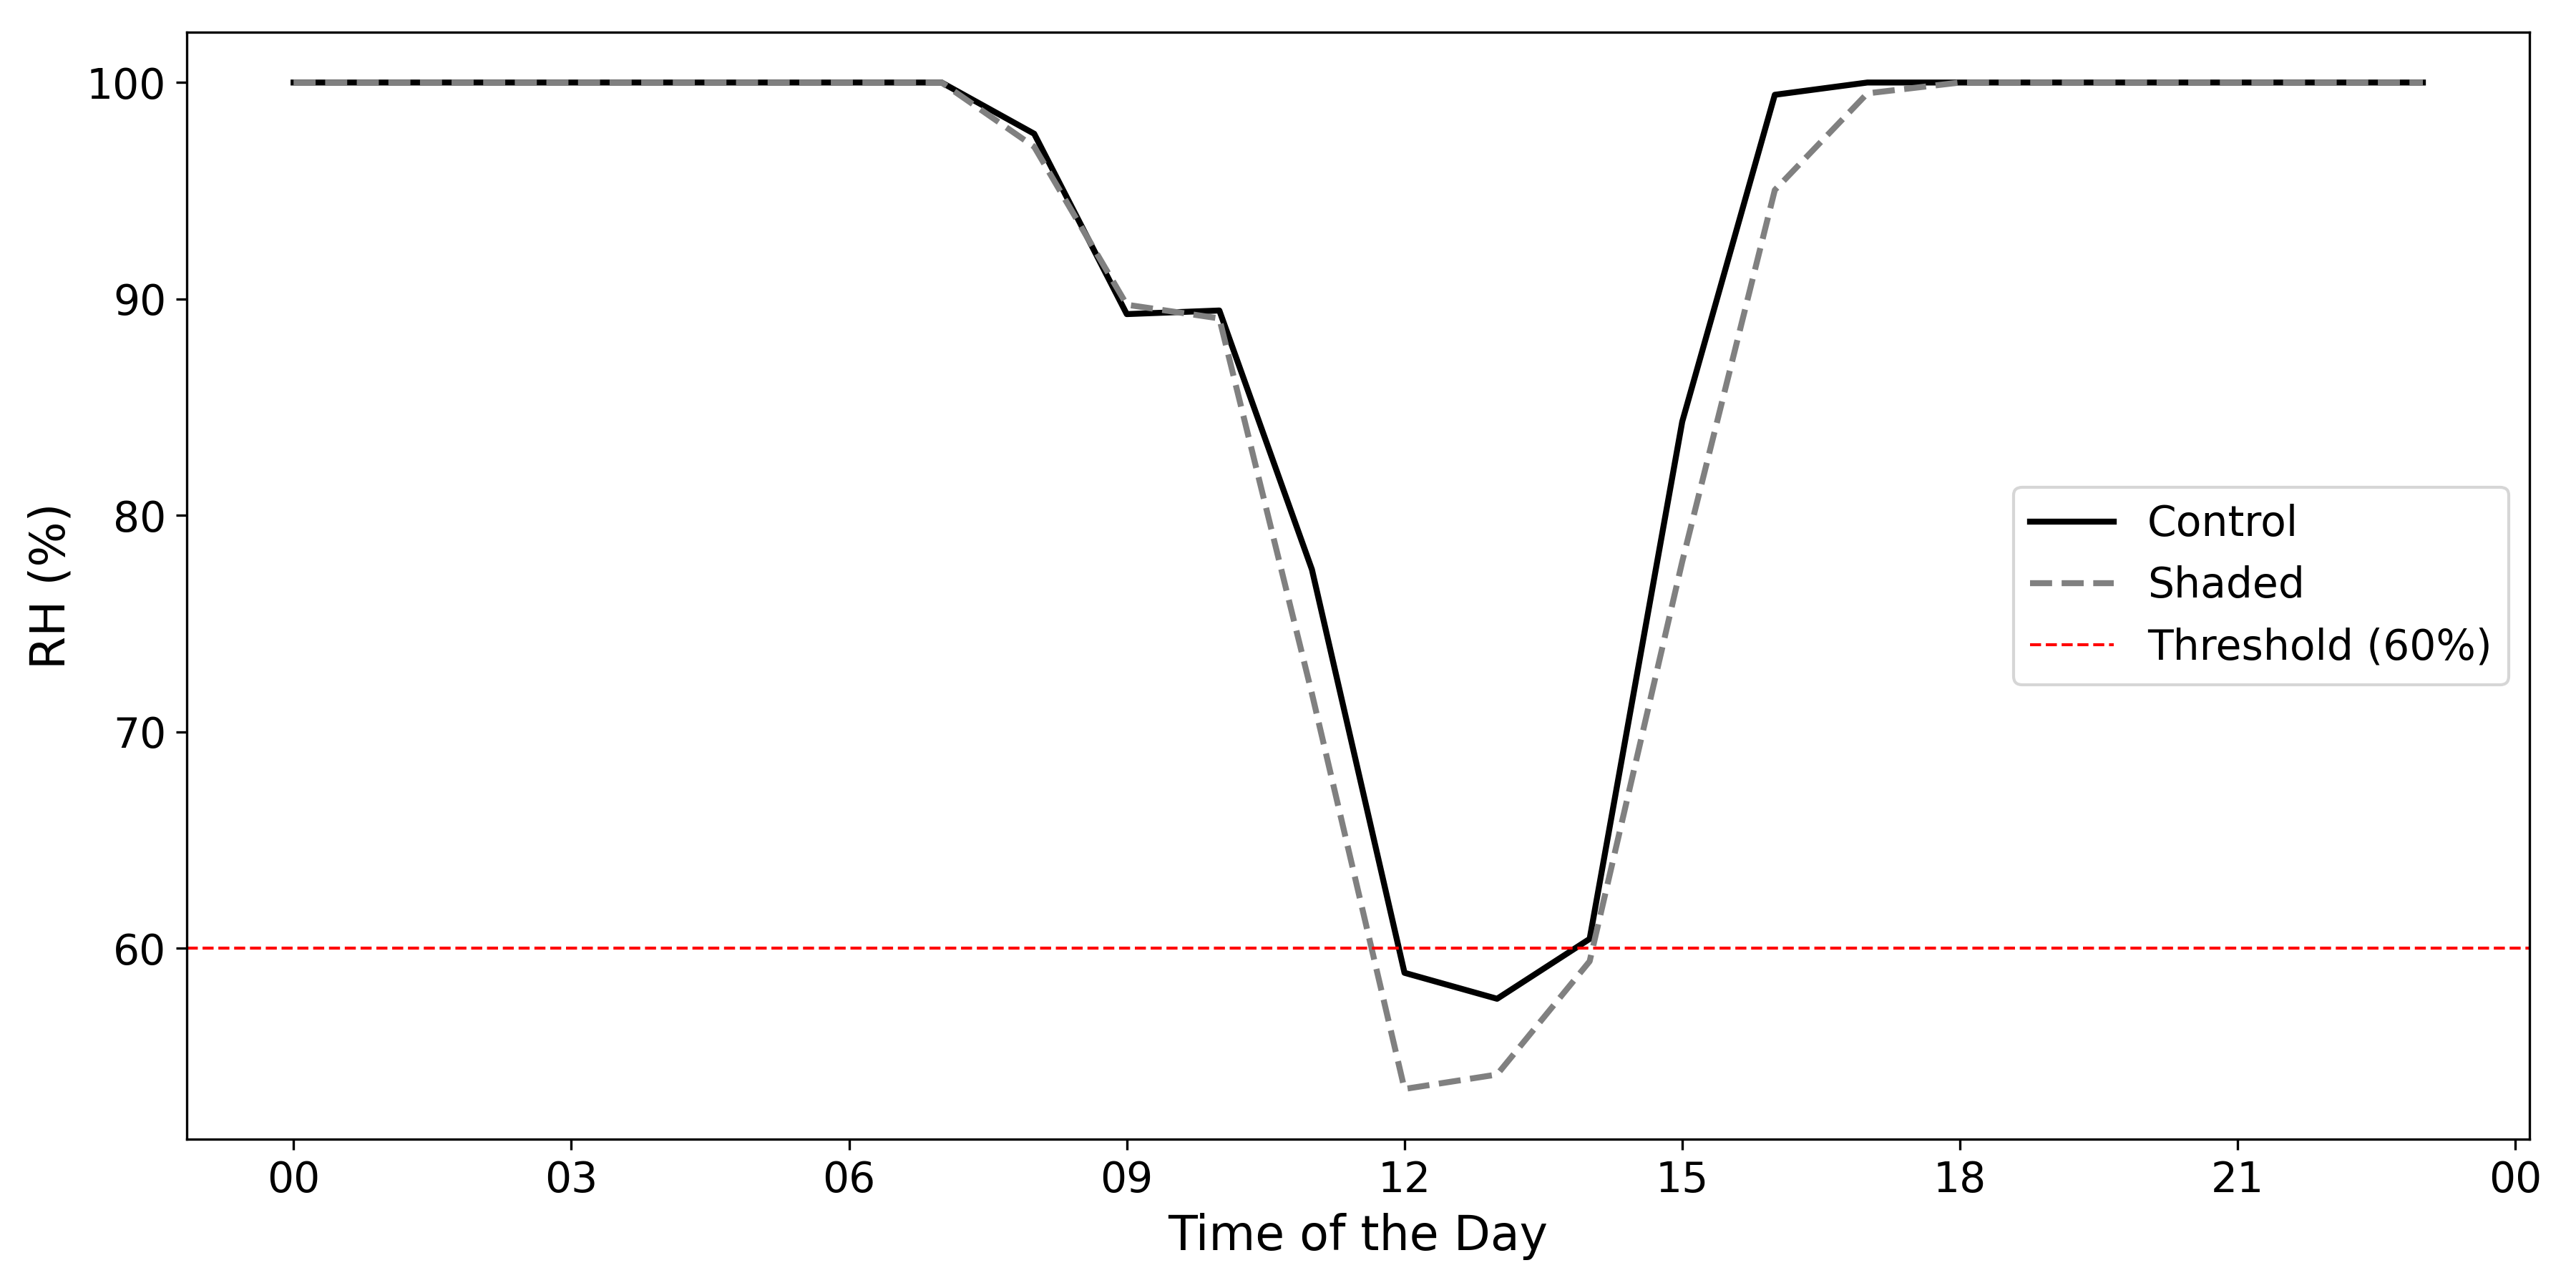 100
90
80
70
60
RH (%)
Control
Shaded
Threshold (60%)
00 03 06 09 12 15 18 21 00
Time of the Day